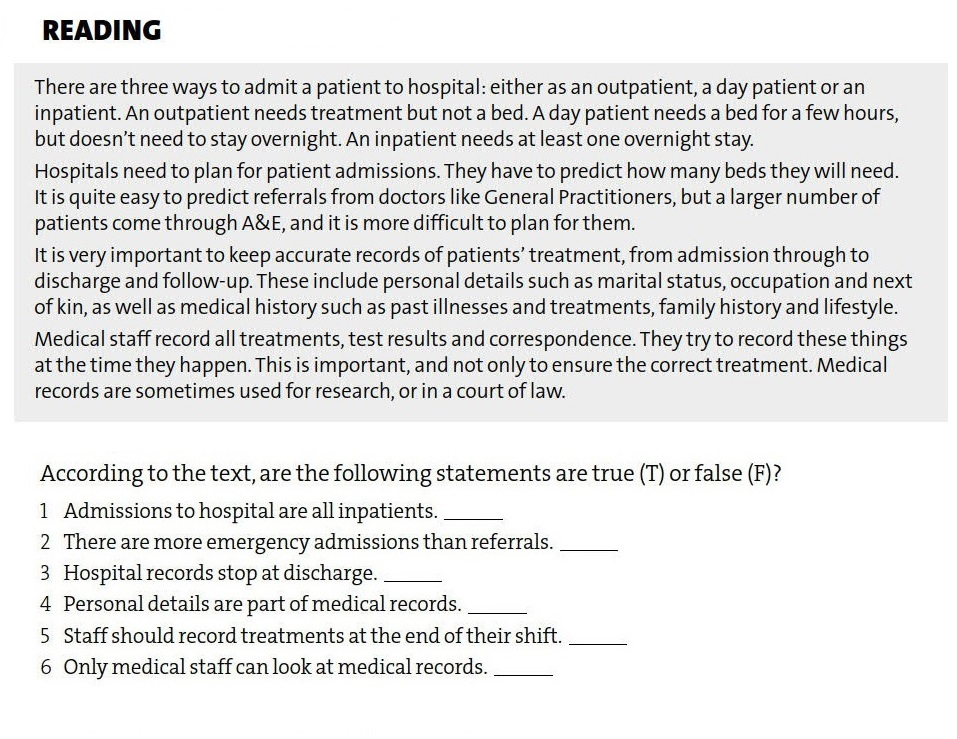 READING
There are three ways to admit a patient to hospital: either as an outpatient, a day patient or an
inpatient. An outpatient needs treatment but not a bed. A day patient needs a bed for a few hours,
but doesn't need to stay overnight. An inpatient needs at least one overnight stay.
Hospitals need to plan for patient admissions. They have to predict how many beds they will need.
It is quite easy to predict referrals from doctors like General Practitioners, but a larger number of
patients come through A&E, and it is more difficult to plan for them.
It is very important to keep accurate records of patients' treatment, from admission through to
discharge and follow-up. These include personal details such as marital status, occupation and next
of kin, as well as medical history such as past illnesses and treatments, family history and lifestyle.
Medical staff record all treatments, test results and correspondence. They try to record these things
at the time they happen. This is important, and not only to ensure the correct treatment. Medical
records are sometimes used for research, or in a court of law.
According to the text, are the following statements are true (T) or false (F)?
1 Admissions to hospital are all inpatients. ______
2 There are more emergency admissions than referrals. ______
3 Hospital records stop at discharge. ______
4 Personal details are part of medical records. ______
5 Staff should record treatments at the end of their shift. ______
6 Only medical staff can look at medical records. ______